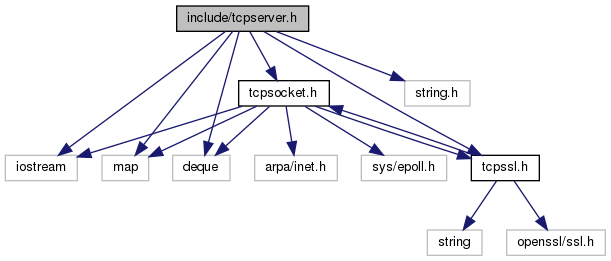 include/tcpserver.h
tcpsocket.h
string.h
iostream
map
deque
arpa/inet.h
sys/epoll.h
tcpssl.h
string
openssl/ssl.h